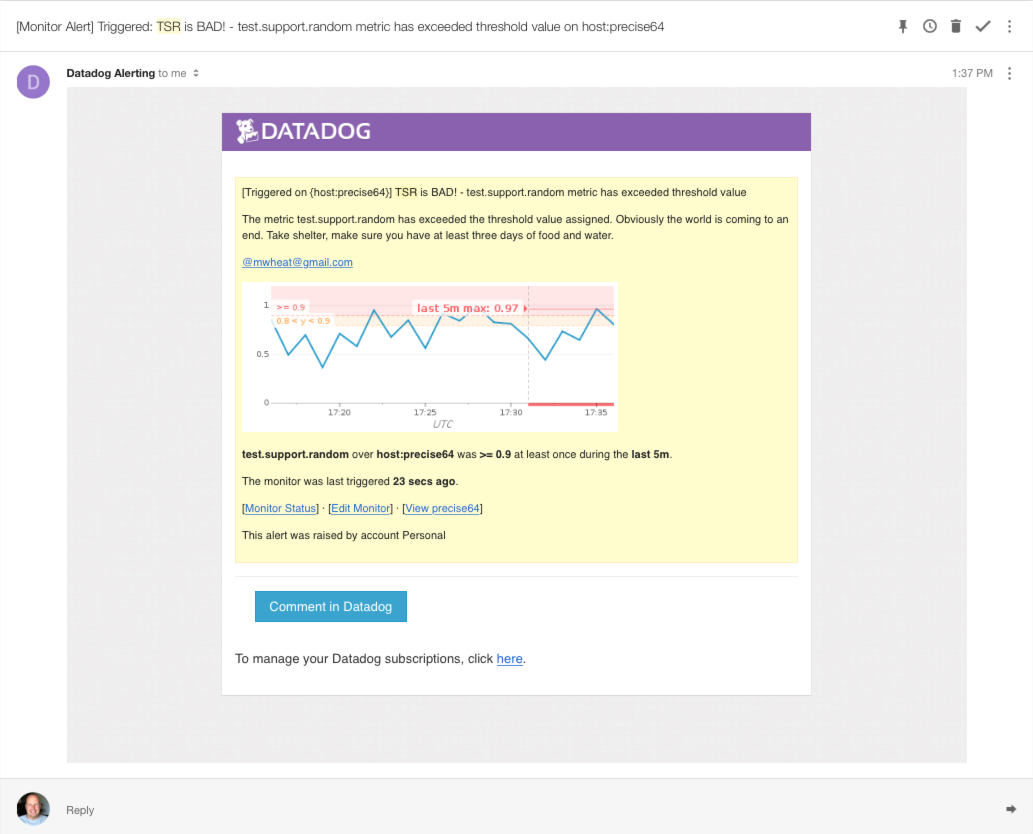 [Monitor Alert] Triggered: TSR is BAD! - test.support.random metric has exceeded threshold value on host:precise64
D
Datadog Alerting to me
1:37 PM
DATADOG
[Triggered on {host:precise64}] TSR is BAD! - test.support.random metric has exceeded threshold value
The metric test.support.random has exceeded the threshold value assigned. Obviously the world is coming to an
end. Take shelter, make sure you have at least three days of food and water.
@mwheat@gmail.com
1
>= 0.9
last 5m max: 0.97
0.8 < y < 0.9
0.5
0
17:20
17:25
17:30
17:35
UTC
test.support.random over host:precise64 was >= 0.9 at least once during the last 5m.
The monitor was last triggered 23 secs ago.
[Monitor Status] · [Edit Monitor] · [View precise64]
This alert was raised by account Personal
Comment in Datadog
To manage your Datadog subscriptions, click here.
Reply